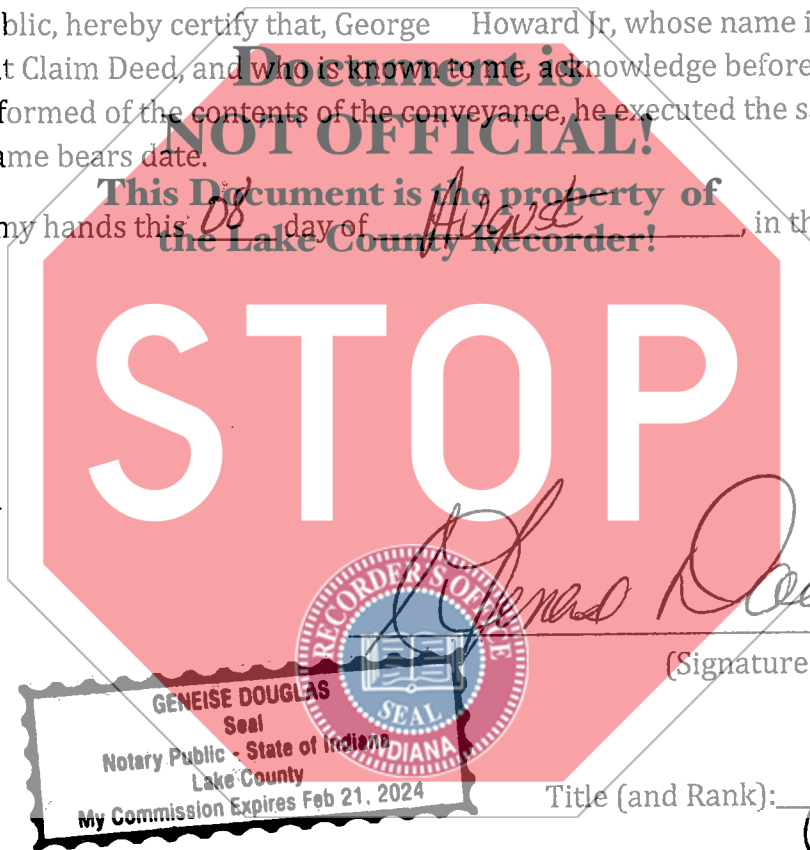 blic, hereby certify that, George Howard Jr, whose name i
Document is
t Claim Deed, and who is known to me, acknowledge before
formed of the contents of the conveyance, he executed the s
NOT OFFICIAL!
ame bears date.
This Document is the property of
my hands this 08 day of August, in th
the Lake County Recorder!
STOP
RECORDER'S OFFICE
SEAL
INDIANA
(Signature
GENEISE DOUGLAS
Seal
Notary Public - State of Indiana
Lake County
My Commission Expires Feb 21, 2024
Title (and Rank):